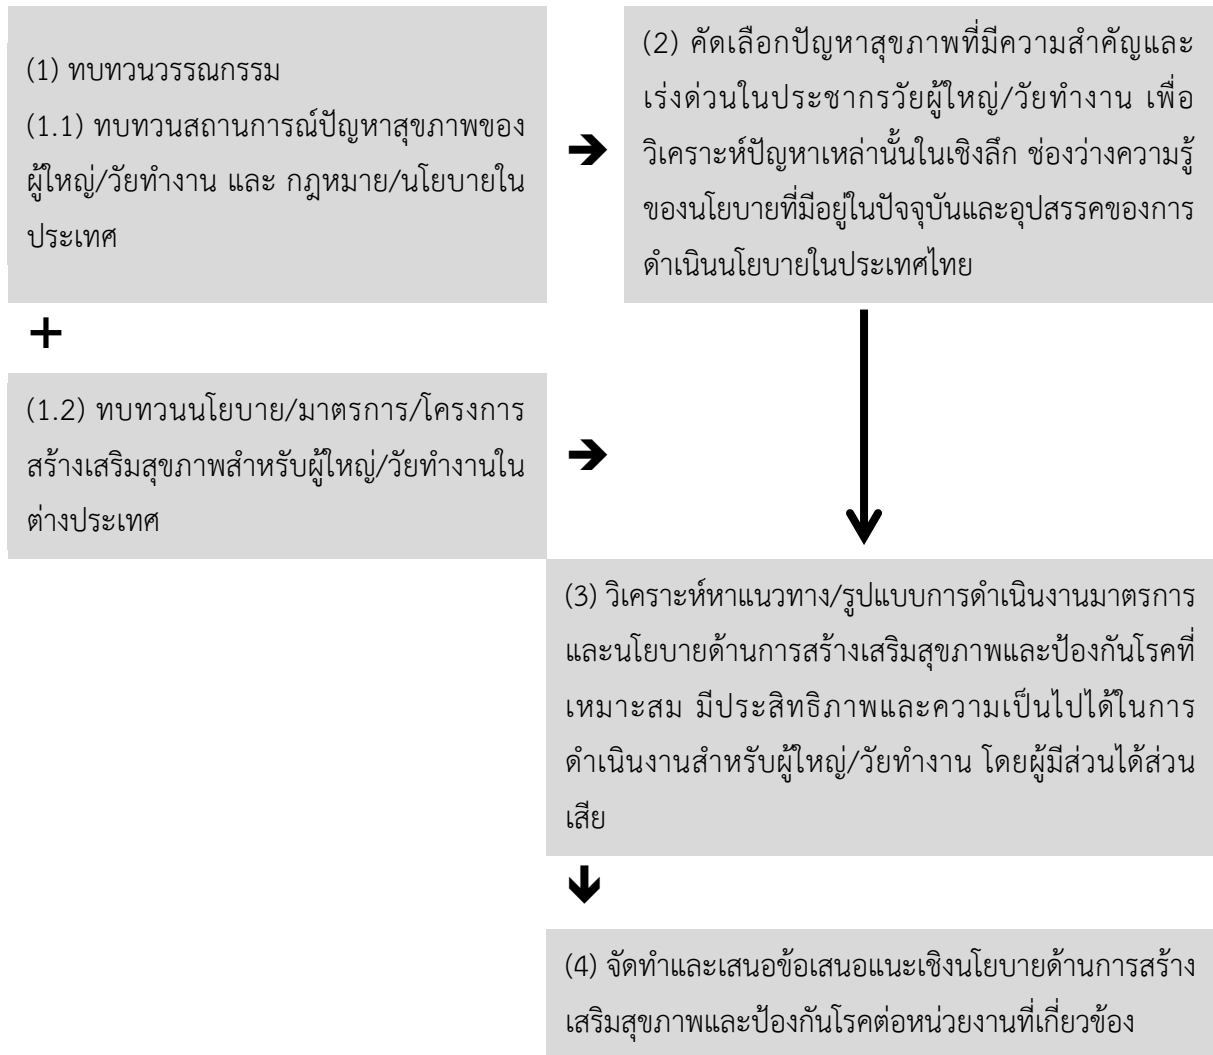 (1) ทบทวนวรรณกรรม
(1.1) ทบทวนสถานการณ์ปัญหาสุขภาพของ
ผู้ใหญ่/วัยทำงาน และ กฎหมาย/นโยบายใน
ประเทศ
(2) คัดเลือกปัญหาสุขภาพที่มีความสำคัญและ
เร่งด่วนในประชากรวัยผู้ใหญ่/วัยทำงาน เพื่อ
วิเคราะห์ปัญหาเหล่านั้นในเชิงลึก ช่องว่างความรู้
ของนโยบายที่มีอยู่ในปัจจุบันและอุปสรรคของการ
ดำเนินนโยบายในประเทศไทย
+
(1.2) ทบทวนนโยบาย/มาตรการ/โครงการ
สร้างเสริมสุขภาพสำหรับผู้ใหญ่/วัยทำงานใน
ต่างประเทศ
(3) วิเคราะห์หาแนวทาง/รูปแบบการดำเนินงานมาตรการ
และนโยบายด้านการสร้างเสริมสุขภาพและป้องกันโรคที่
เหมาะสม มีประสิทธิภาพและความเป็นไปได้ในการ
ดำเนินงานสำหรับผู้ใหญ่/วัยทำงาน โดยผู้มีส่วนได้ส่วน
เสีย
(4) จัดทำและเสนอข้อเสนอแนะเชิงนโยบายด้านการสร้าง
เสริมสุขภาพและป้องกันโรคต่อหน่วยงานที่เกี่ยวข้อง